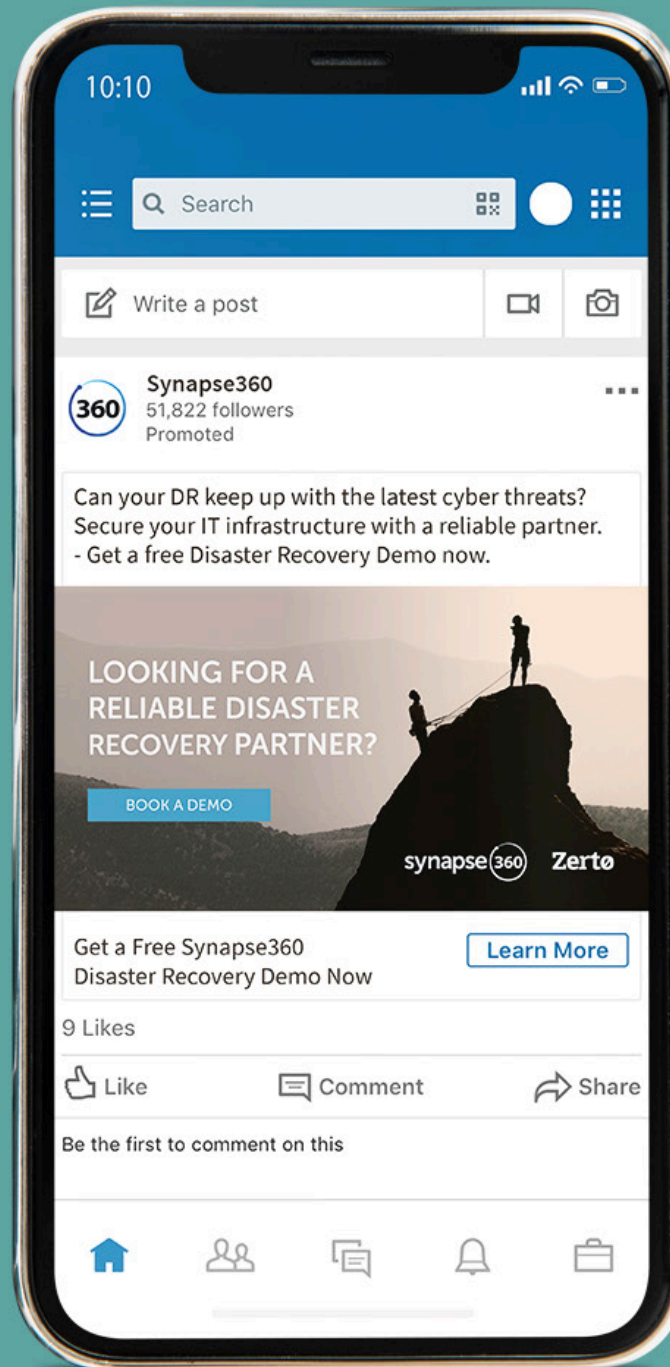 10:10
Search
Write a post
360
Synapse360
51,822 followers
Promoted
Can your DR keep up with the latest cyber threats?
Secure your IT infrastructure with a reliable partner.
- Get a free Disaster Recovery Demo now.
LOOKING FOR A
RELIABLE DISASTER
RECOVERY PARTNER?
BOOK A DEMO
synapse 360 Zertø
Get a Free Synapse360
Disaster Recovery Demo Now
Learn More
9 Likes
Like Comment Share
Be the first to comment on this